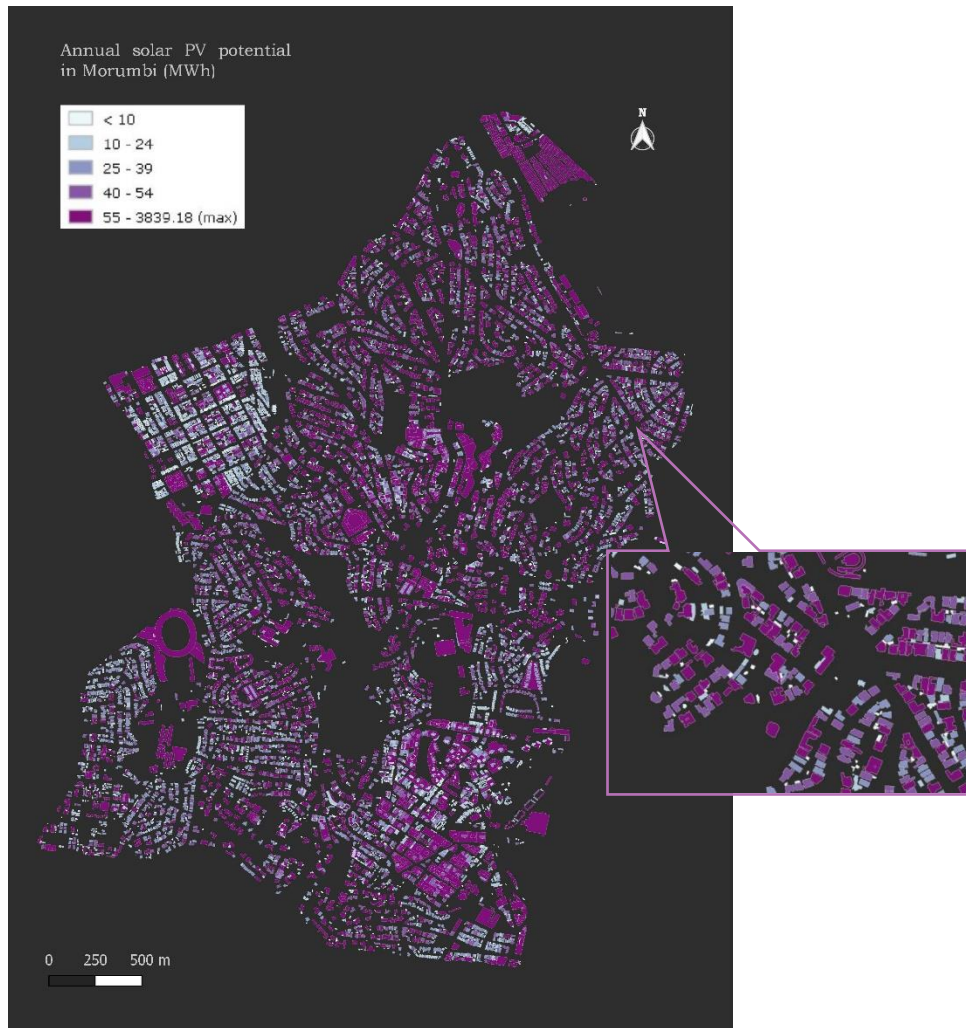 Annual solar PV potential
in Morumbi (MWh)
< 10
10 - 24
25 - 39
40 - 54
55 - 3839.18 (max)
N
0 250 500 m